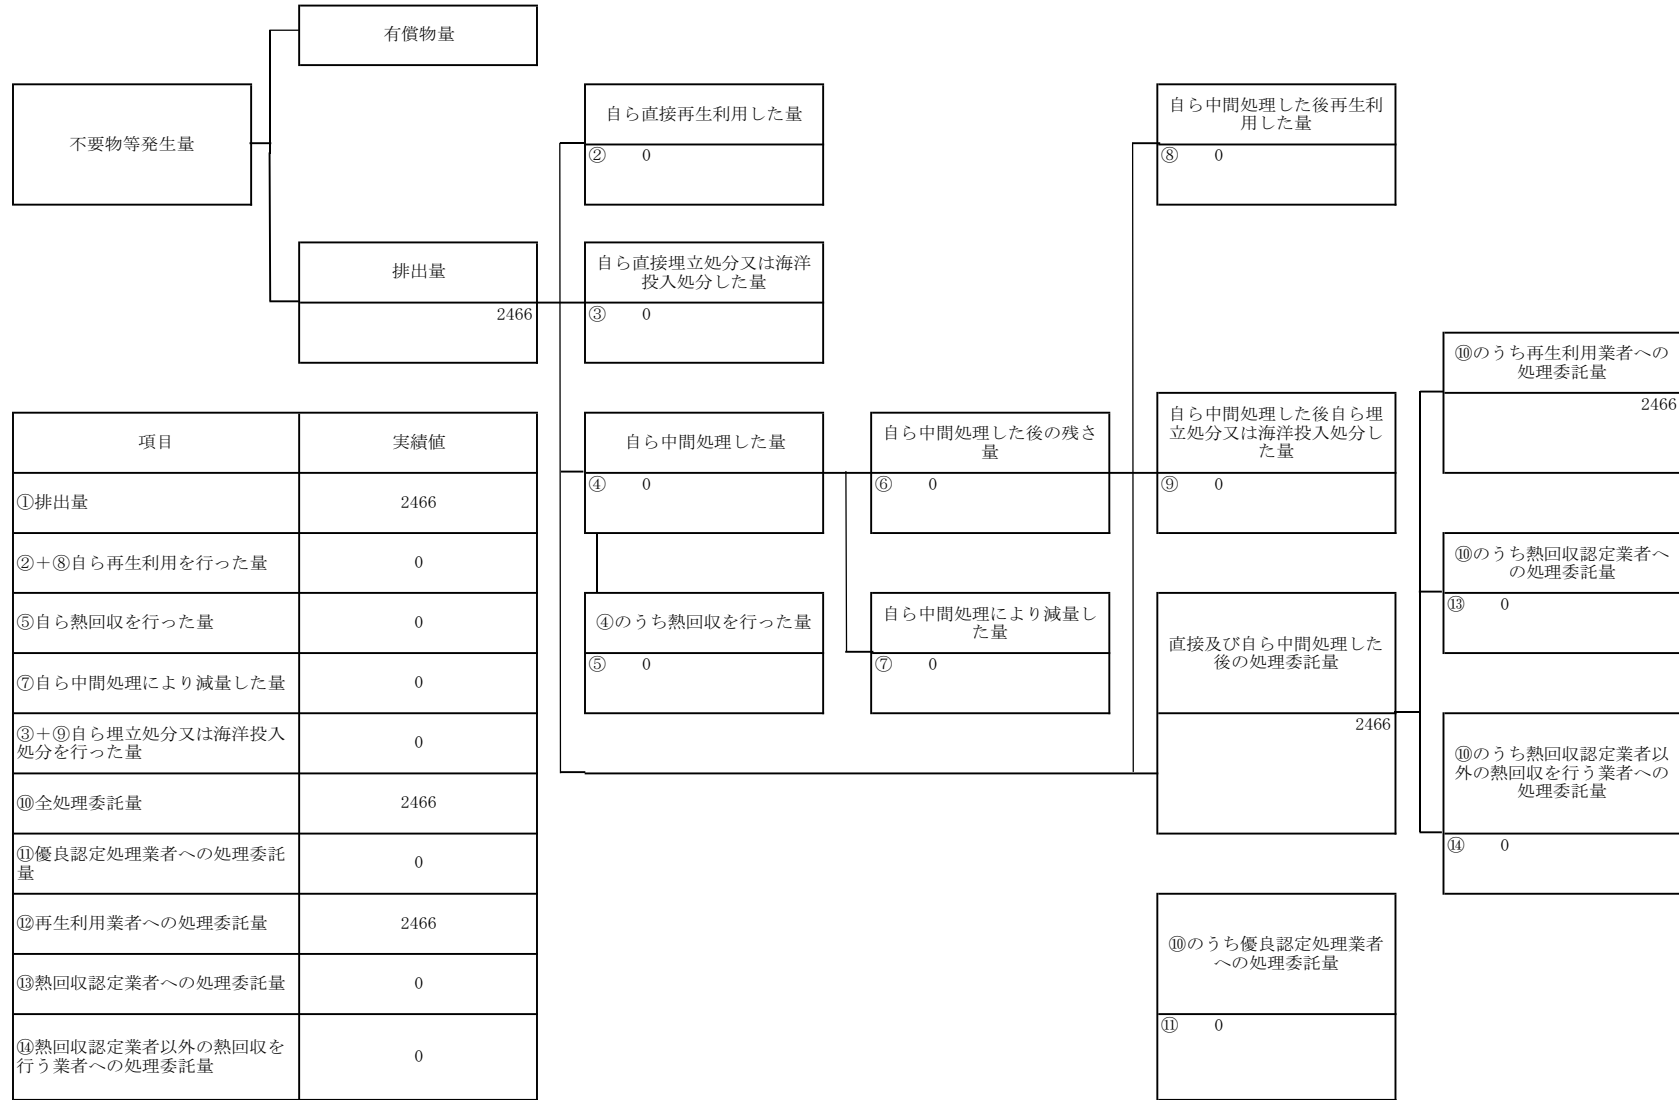 有償物量
不要物等発生量
自ら直接再生利用した量
② 0
自ら中間処理した後再生利
用した量
⑧ 0
排出量
2466
自ら直接埋立処分又は海洋
投入処分した量
③ 0
⑩のうち再生利用業者への
処理委託量
2466
項目 実績値
①排出量 2466
②+⑧自ら再生利用を行った量 0
⑤自ら熱回収を行った量 0
⑦自ら中間処理により減量した量 0
③+⑨自ら埋立処分又は海洋投入
処分を行った量 0
⑩全処理委託量 2466
⑪優良認定処理業者への処理委託
量 0
⑫再生利用業者への処理委託量 2466
⑬熱回収認定業者への処理委託量 0
⑭熱回収認定業者以外の熱回収を
行う業者への処理委託量 0
自ら中間処理した量
④ 0
自ら中間処理した後の残さ
量
⑥ 0
自ら中間処理した後自ら埋
立処分又は海洋投入処分し
た量
⑨ 0
④のうち熱回収を行った量
⑤ 0
自ら中間処理により減量し
た量
⑦ 0
直接及び自ら中間処理した
後の処理委託量
2466
⑩のうち熱回収認定業者へ
の処理委託量
⑬ 0
⑩のうち熱回収認定業者以
外の熱回収を行う業者への
処理委託量
⑭ 0
⑩のうち優良認定処理業者
への処理委託量
⑪ 0